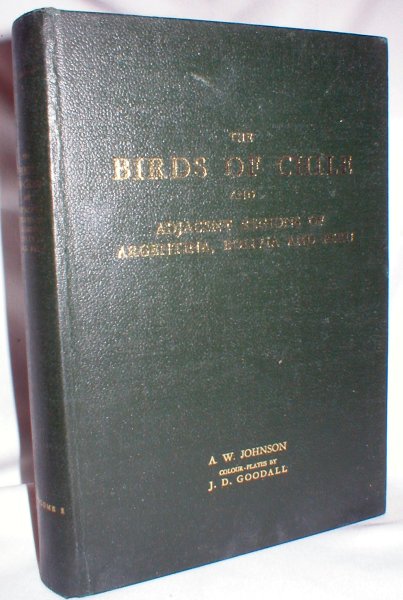 THE
BIRDS OF CHILE
AND
ADJACENT REGIONS OF
ARGENTINA, BOLIVIA AND PERU
A. W. JOHNSON
COLOUR-PLATES BY
J. D. GOODALL